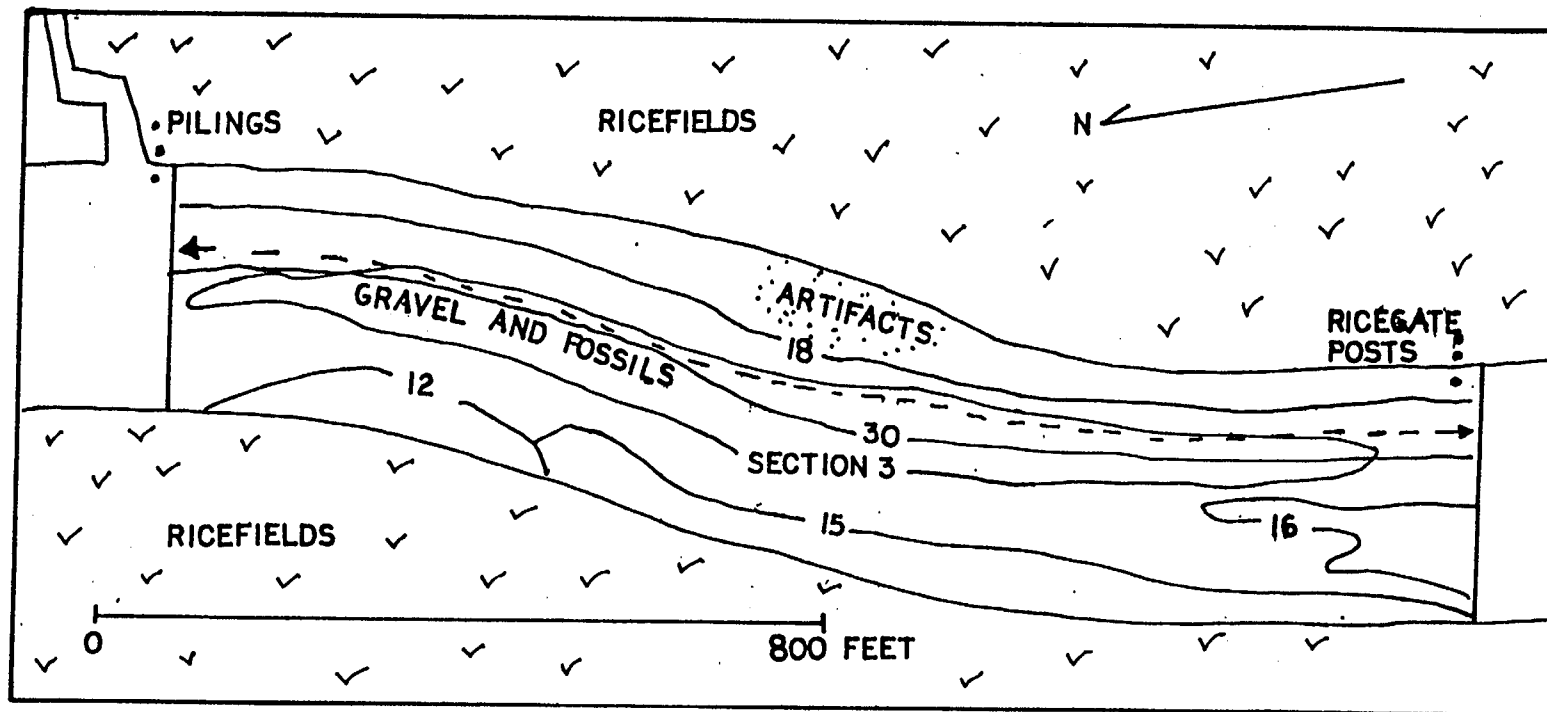 PILINGS
RICEFIELDS
N
ARTIFACTS
GRAVEL AND FOSSILS
18
RICEGATE
POSTS
12
30
SECTION 3
15
16
RICEFIELDS
0
800 FEET